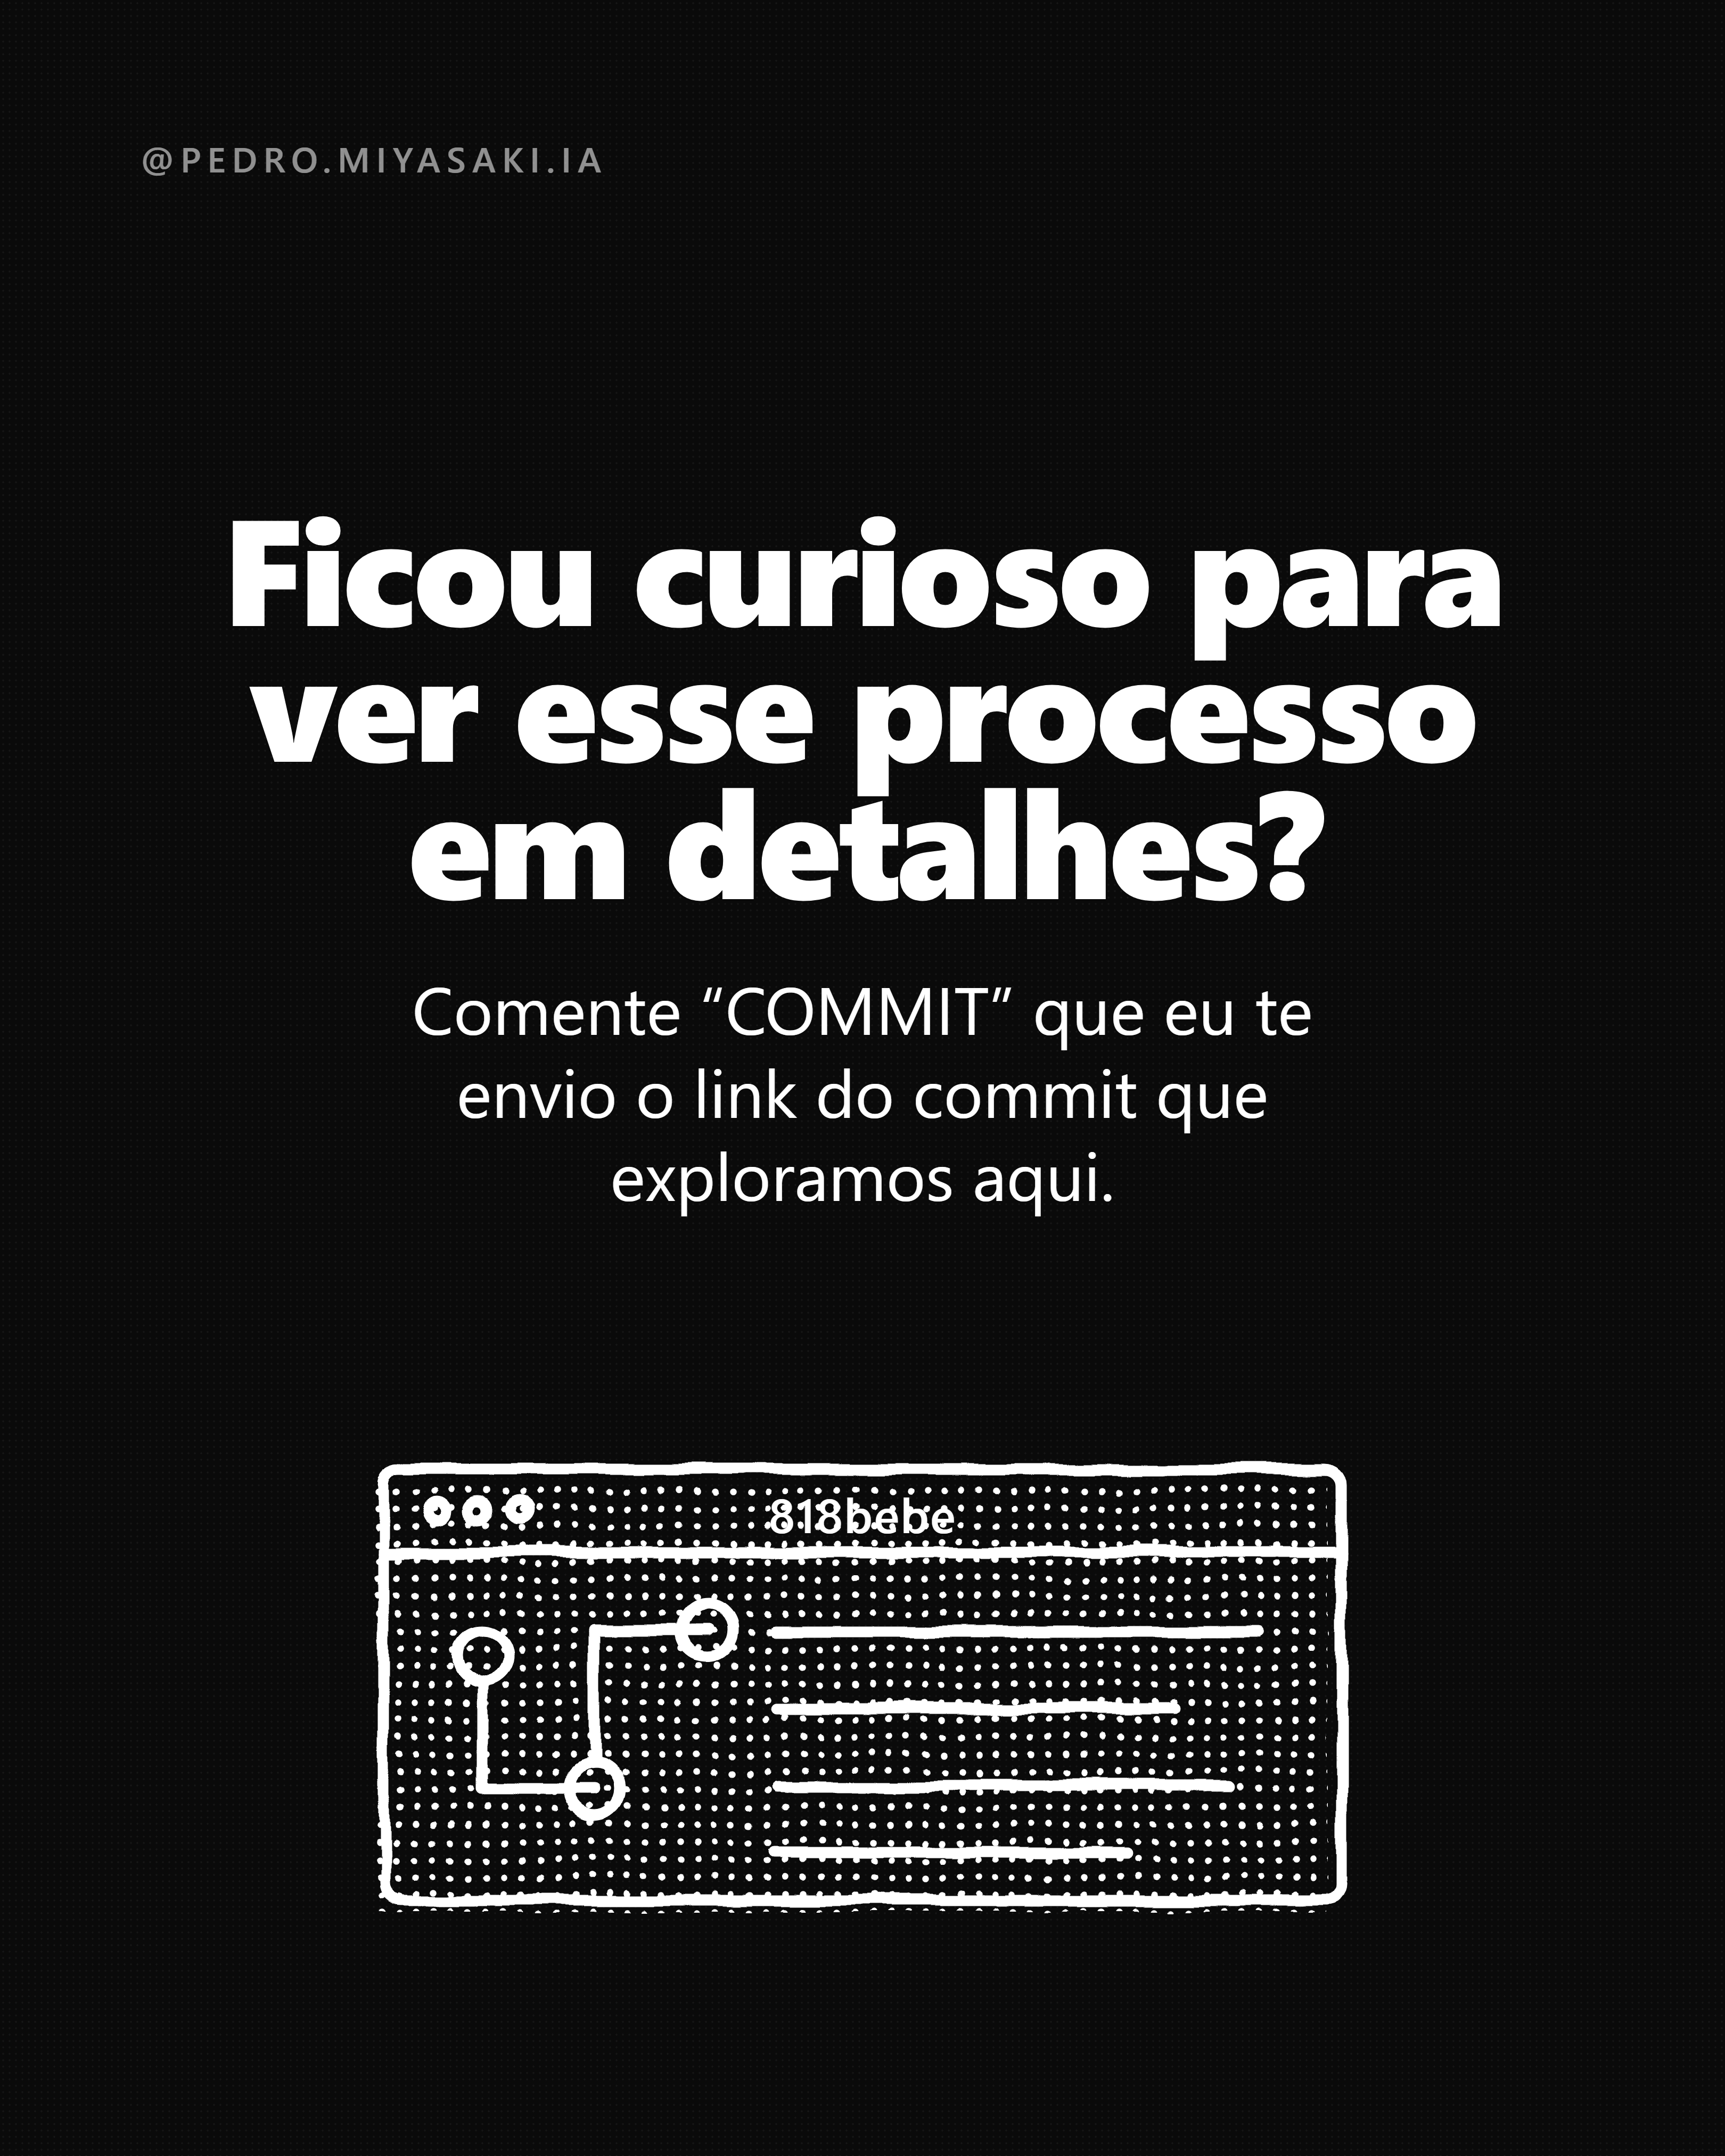 @PEDRO.MIYASAKI.IA
Ficou curioso para
ver esse processo
em detalhes?
Comente “COMMIT” que eu te
envio o link do commit que
exploramos aqui.
818bebe